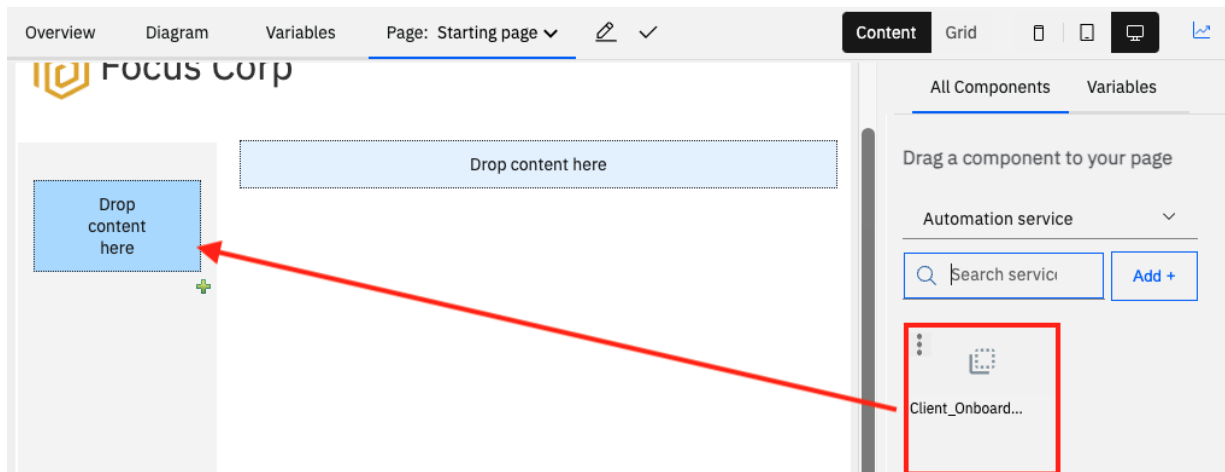 Overview Diagram Variables Page: Starting page Content Grid
Focus Corp
All Components Variables
Drag a component to your page
Automation service
Search servic
Add +
Client_Onboard...
Drop content here
Drop
content
here